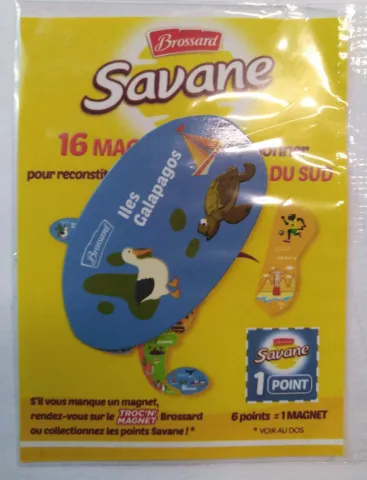 Brossard
Savane
16 MAG
pour reconstit
DU SUD
Iles
Galapagos
Brossard
Brossard
Savane
1 POINT
S'il vous manque un magnet,
rendez-vous sur le TROC'N' MAGNET Brossard
ou collectionnez les points Savane ! *
6 points = 1 MAGNET
* VOIR AU DOS